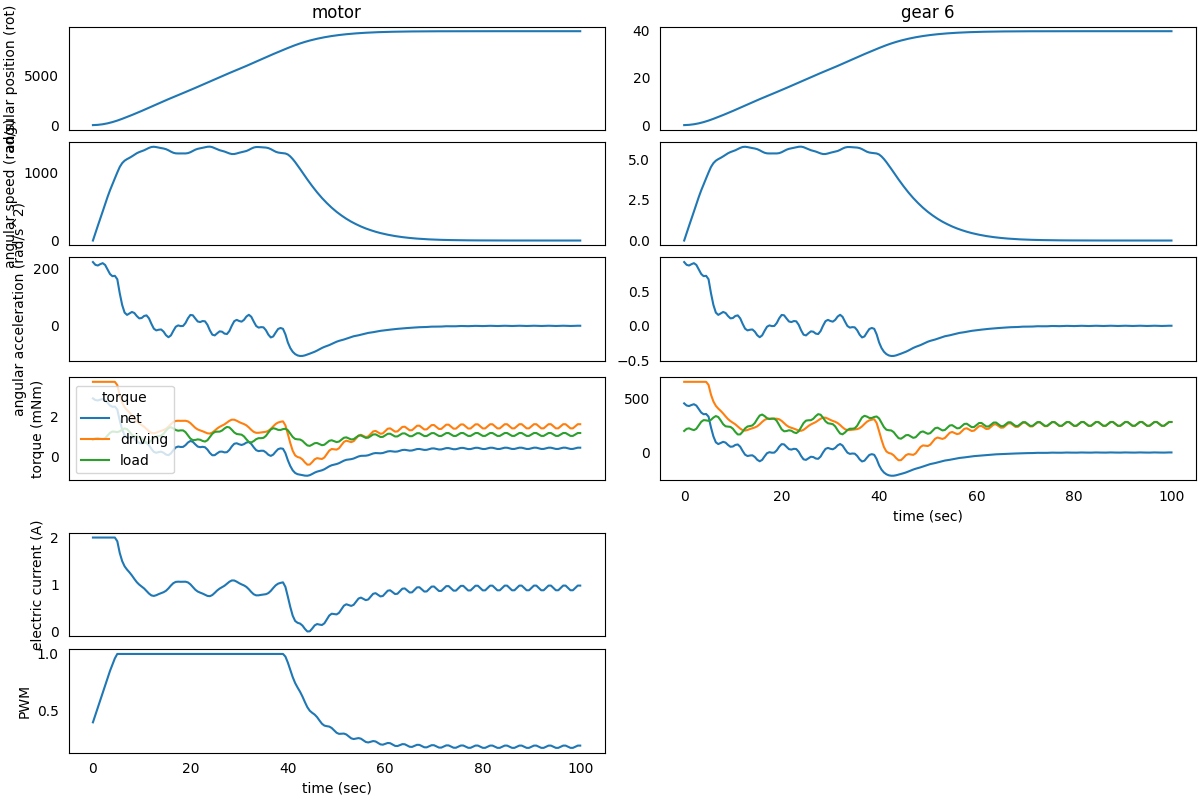 motor
gear 6
angular position (rot)
5000
0
40
20
0
angular speed (rad/s)
1000
0
5.0
2.5
0.0
angular acceleration (rad/s^2)
200
0
0.5
0.0
−0.5
torque (mNm)
2
0
torque
net
driving
load
500
0
0 20 40 60 80 100
time (sec)
electric current (A)
2
1
0
PWM
1.0
0.5
0 20 40 60 80 100
time (sec)